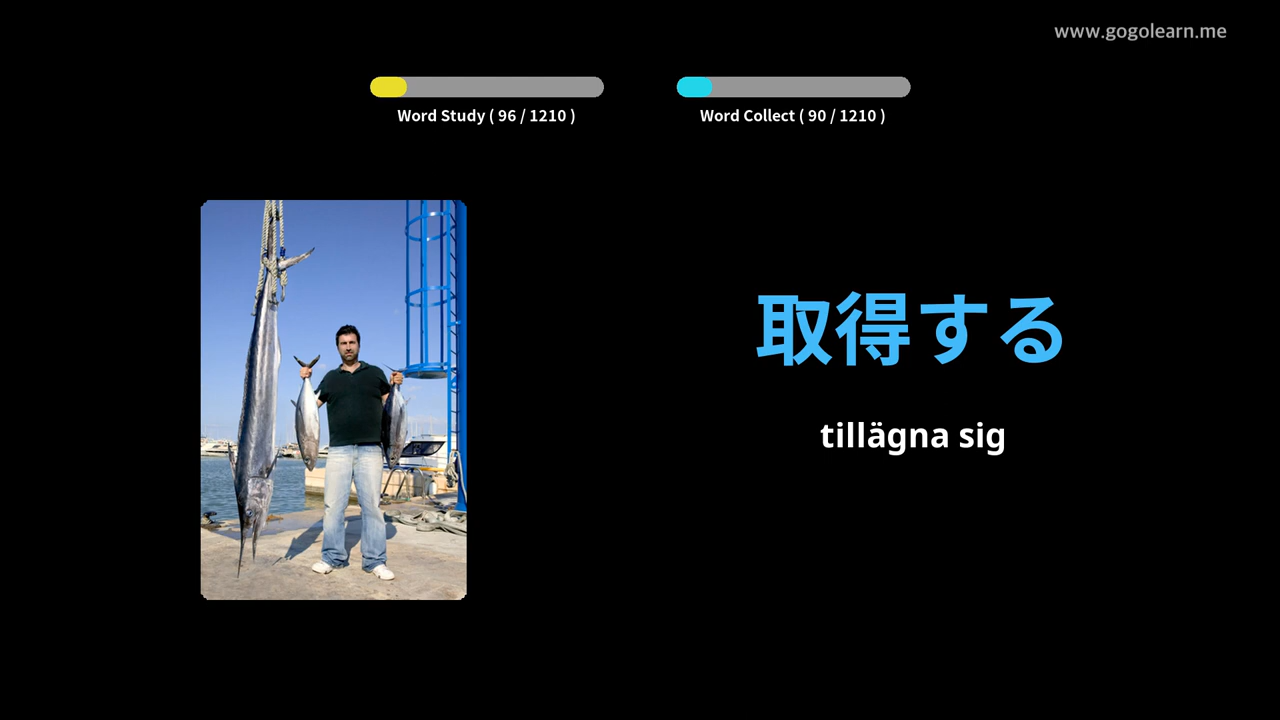 www.gogolearn.me
Word Study ( 96 / 1210 )
Word Collect ( 90 / 1210 )
取得する
tillägna sig